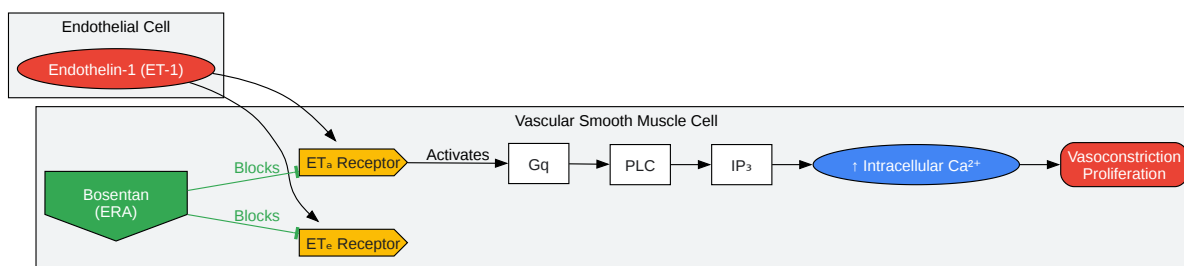 Endothelial Cell
Endothelin-1 (ET-1)
Vascular Smooth Muscle Cell
Bosentan
(ERA)
Blocks
Blocks
ETₐ Receptor
ETₑ Receptor
Activates
Gq
PLC
IP₃
↑ Intracellular Ca²⁺
Vasoconstriction
Proliferation